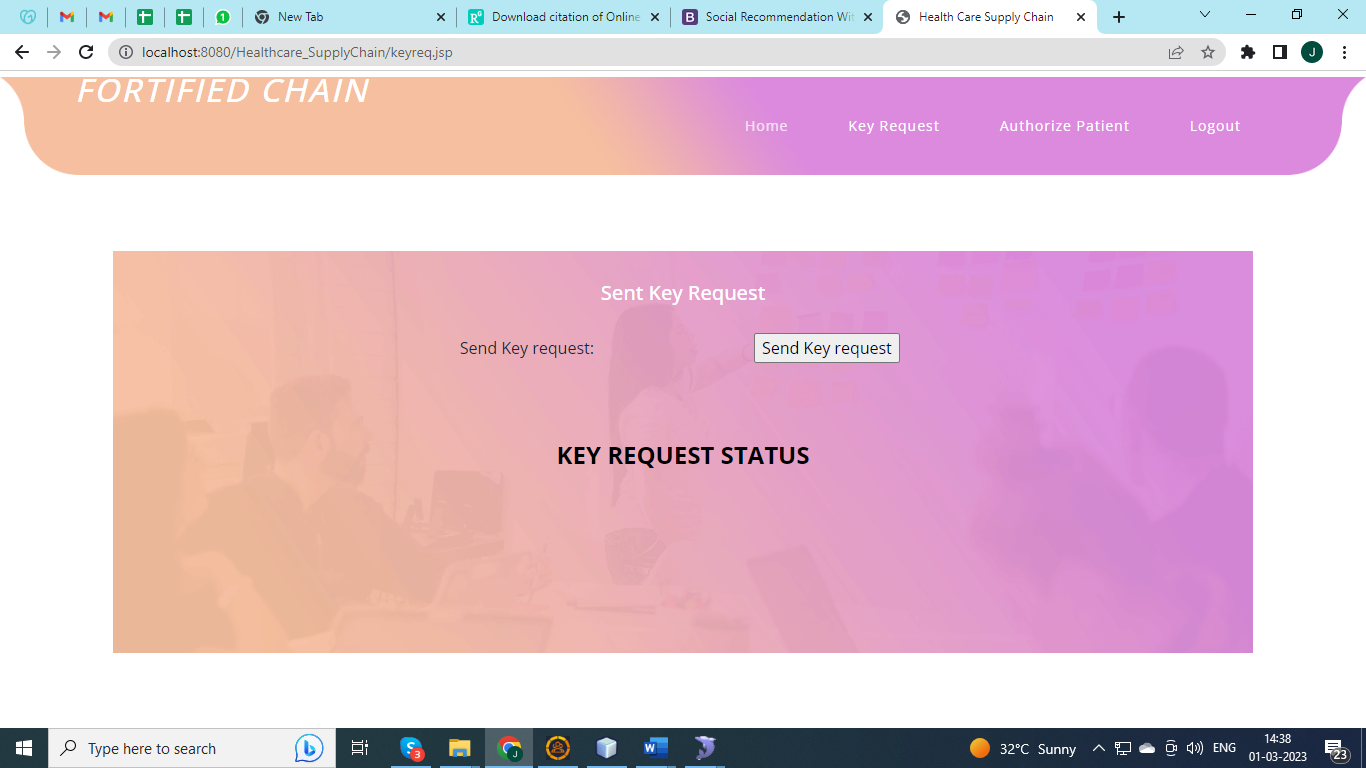 New Tab
Download citation of Online
Social Recommendation Wit
Health Care Supply Chain
localhost:8080/Healthcare_SupplyChain/keyreq.jsp
J
FORTIFIED CHAIN
Home
Key Request
Authorize Patient
Logout
Sent Key Request
Send Key request:
Send Key request
KEY REQUEST STATUS
Type here to search
3
J
32°C Sunny
ENG
14:38
01-03-2023
23